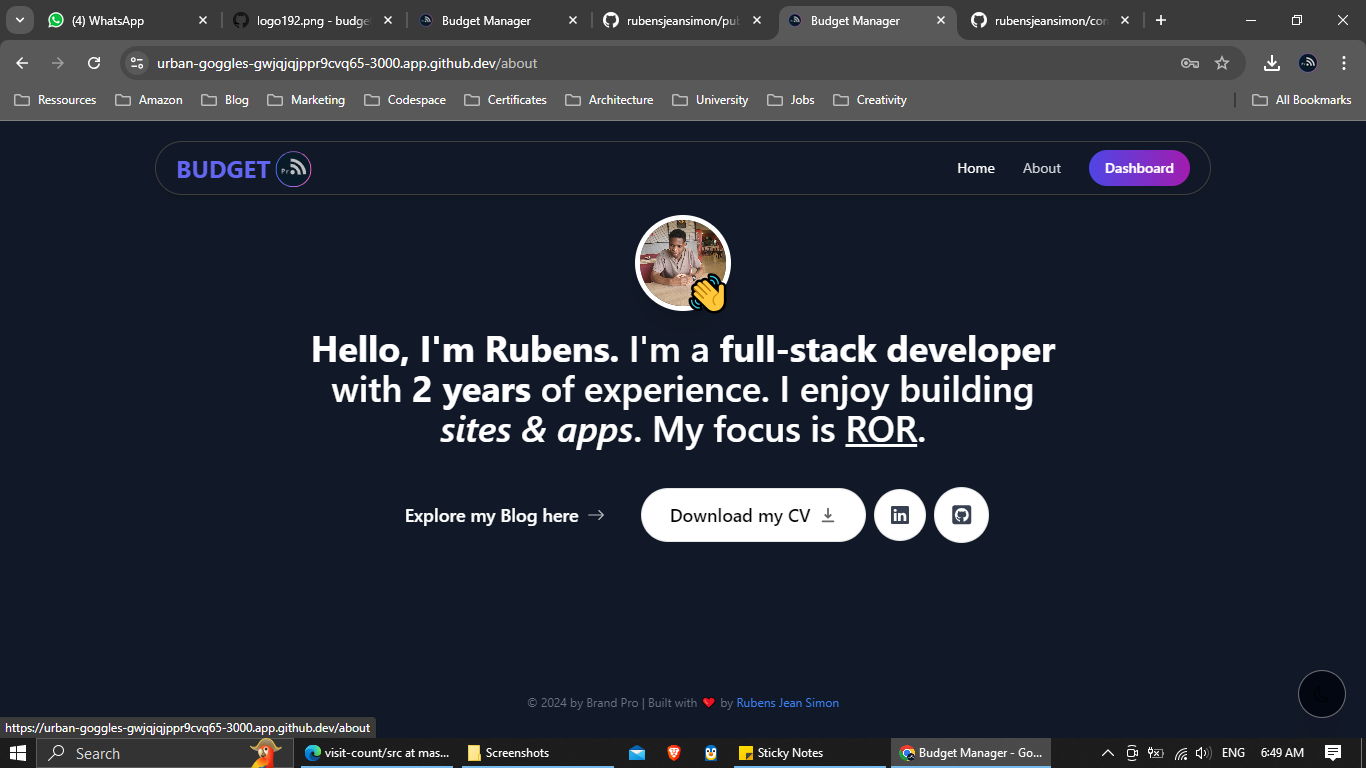 (4) WhatsApp
logo192.png - budge
Budget Manager
rubensjeansimon/pu
Budget Manager
rubensjeansimon/con
urban-goggles-gwjqjqjppr9cvq65-3000.app.github.dev/about
Ressources
Amazon
Blog
Marketing
Codespace
Certificates
Architecture
University
Jobs
Creativity
All Bookmarks
BUDGET
Pr
Home
About
Dashboard
Hello, I'm Rubens. I'm a full-stack developer
with 2 years of experience. I enjoy building
sites & apps. My focus is ROR.
Explore my Blog here →
Download my CV
in
© 2024 by Brand Pro | Built with ❤️ by Rubens Jean Simon
https://urban-goggles-gwjqjqjppr9cvq65-3000.app.github.dev/about
Search
visit-count/src at mas...
Screenshots
Sticky Notes
Budget Manager - Go...
ENG
6:49 AM